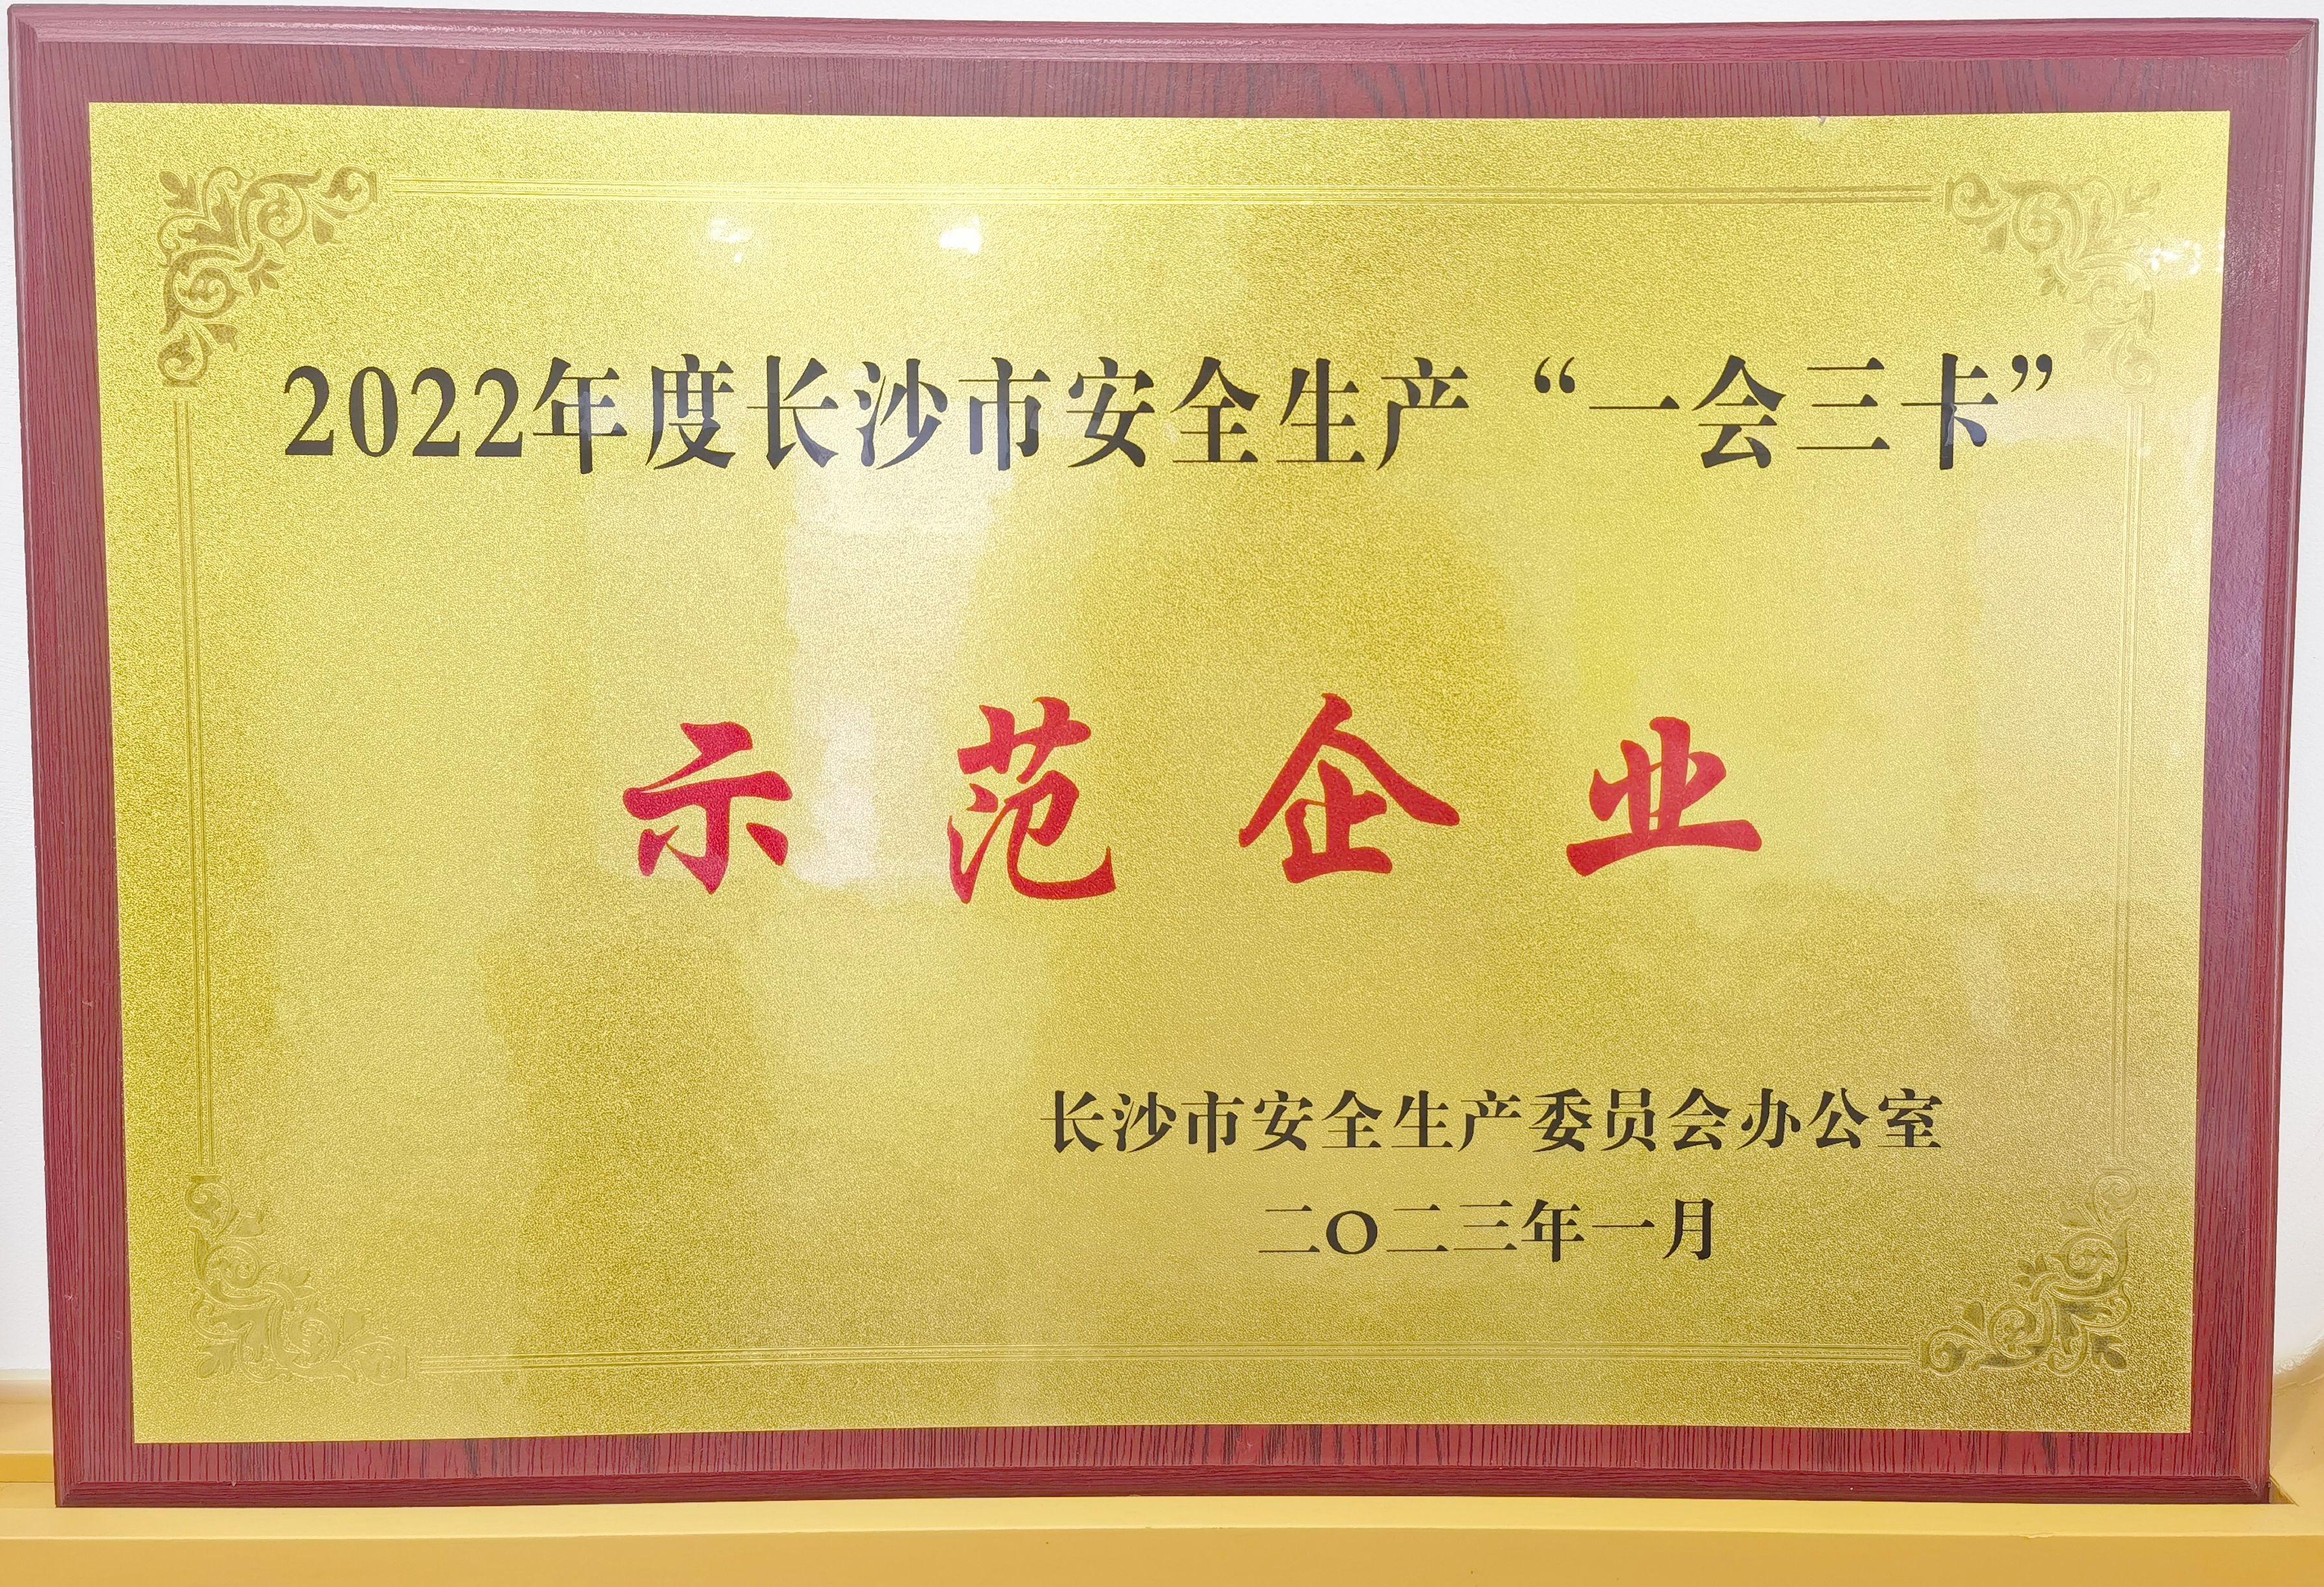 2022年度长沙市安全生产“一会三卡”
示范企业
长沙市安全生产委员会办公室
二〇二三年一月